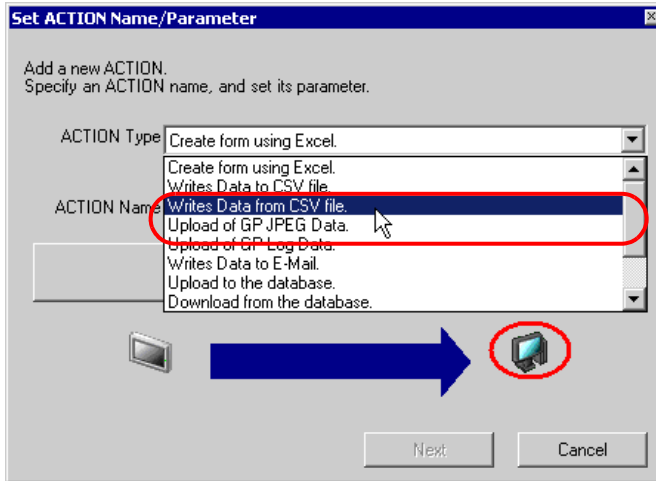 Set ACTION Name/Parameter
Add a new ACTION.
Specify an ACTION name, and set its parameter.
ACTION Type
Create form using Excel.
Create form using Excel.
Writes Data to CSV file.
ACTION Name
Writes Data from CSV file.
Upload of GP JPEG Data.
Upload of GP Log Data.
Writes Data to E-Mail.
Upload to the database.
Download from the database.
Next
Cancel